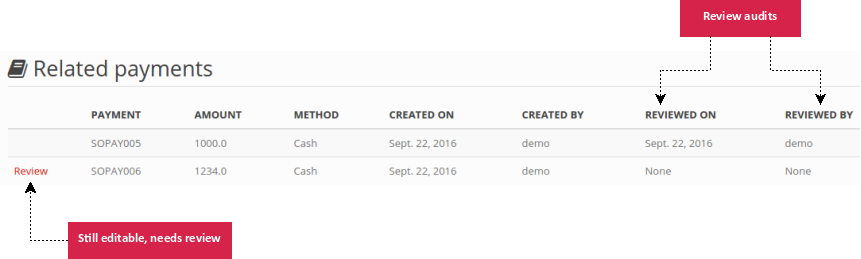 Review audits
Related payments
PAYMENT AMOUNT METHOD CREATED ON CREATED BY REVIEWED ON REVIEWED BY
SOPAY005 1000.0 Cash Sept. 22, 2016 demo Sept. 22, 2016 demo
Review SOPAY006 1234.0 Cash Sept. 22, 2016 demo None None
Still editable, needs review